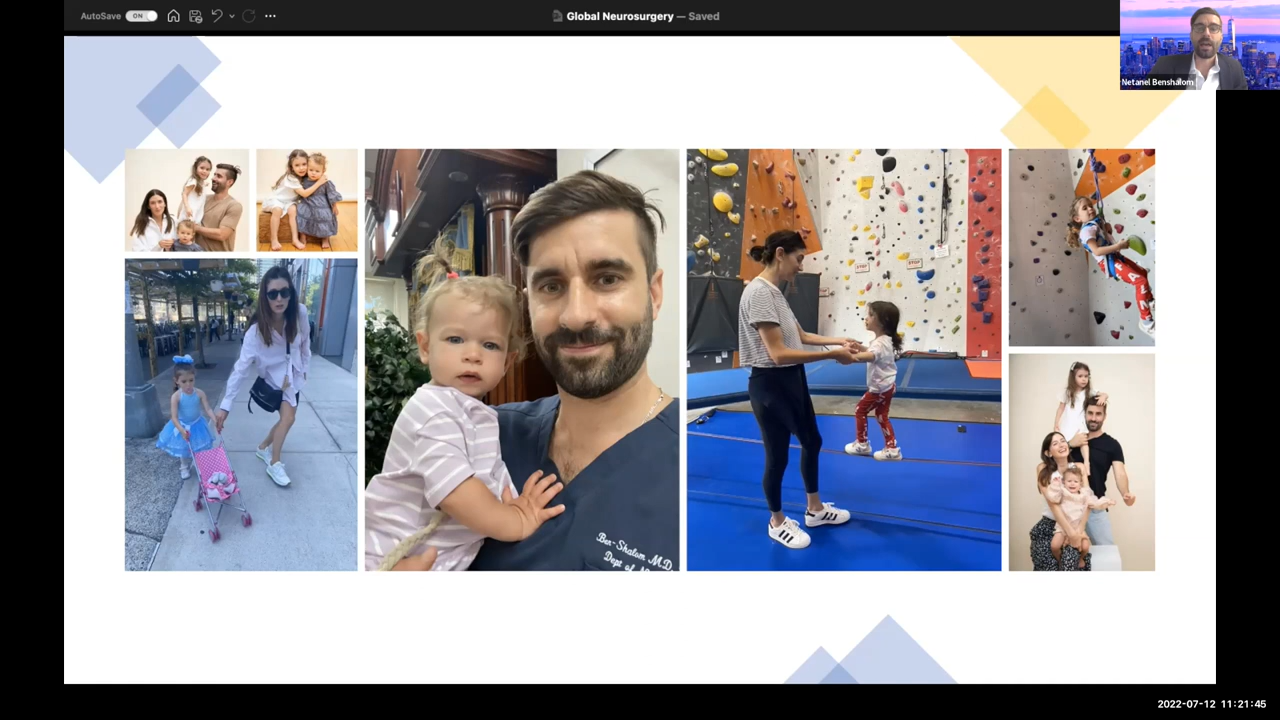 AutoSave ON
Global Neurosurgery — Saved
Netanel Benshalom
STOP
STOP
Ben-Shalom, M.D.
Dept of
2022-07-12 11:21:45